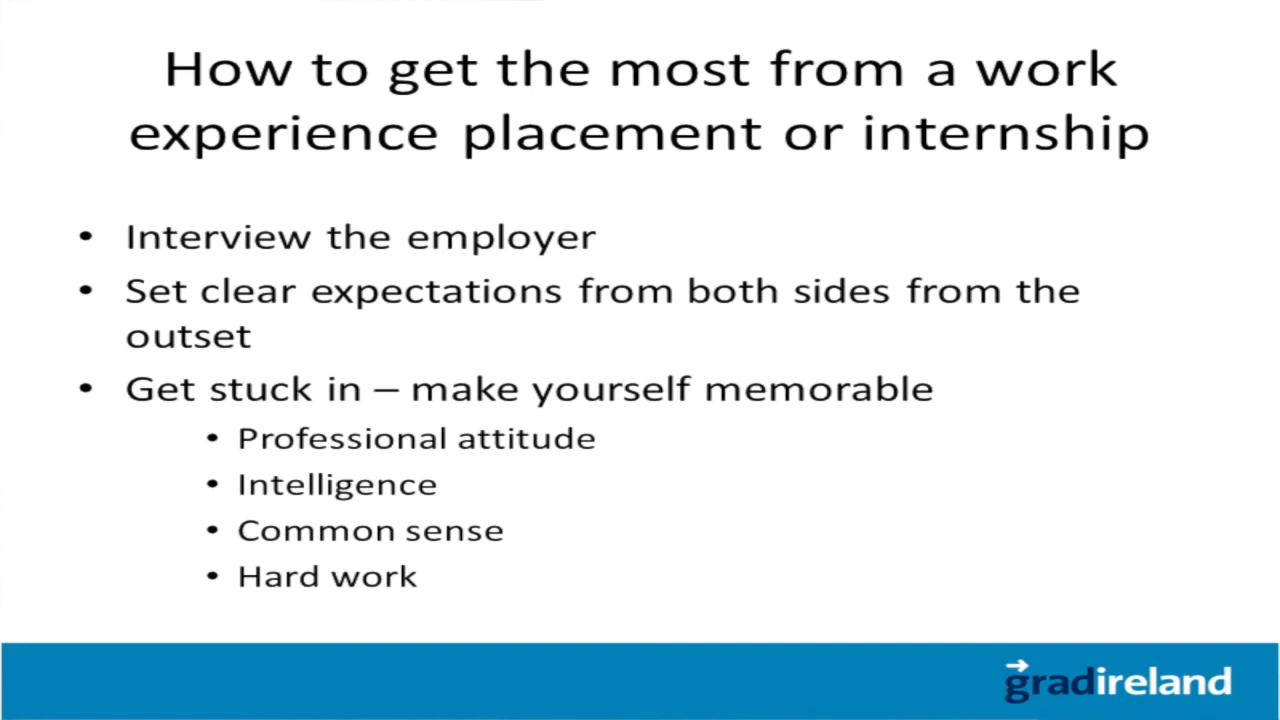 How to get the most from a work
experience placement or internship
• Interview the employer
• Set clear expectations from both sides from the
outset
• Get stuck in – make yourself memorable
• Professional attitude
• Intelligence
• Common sense
• Hard work
gradireland